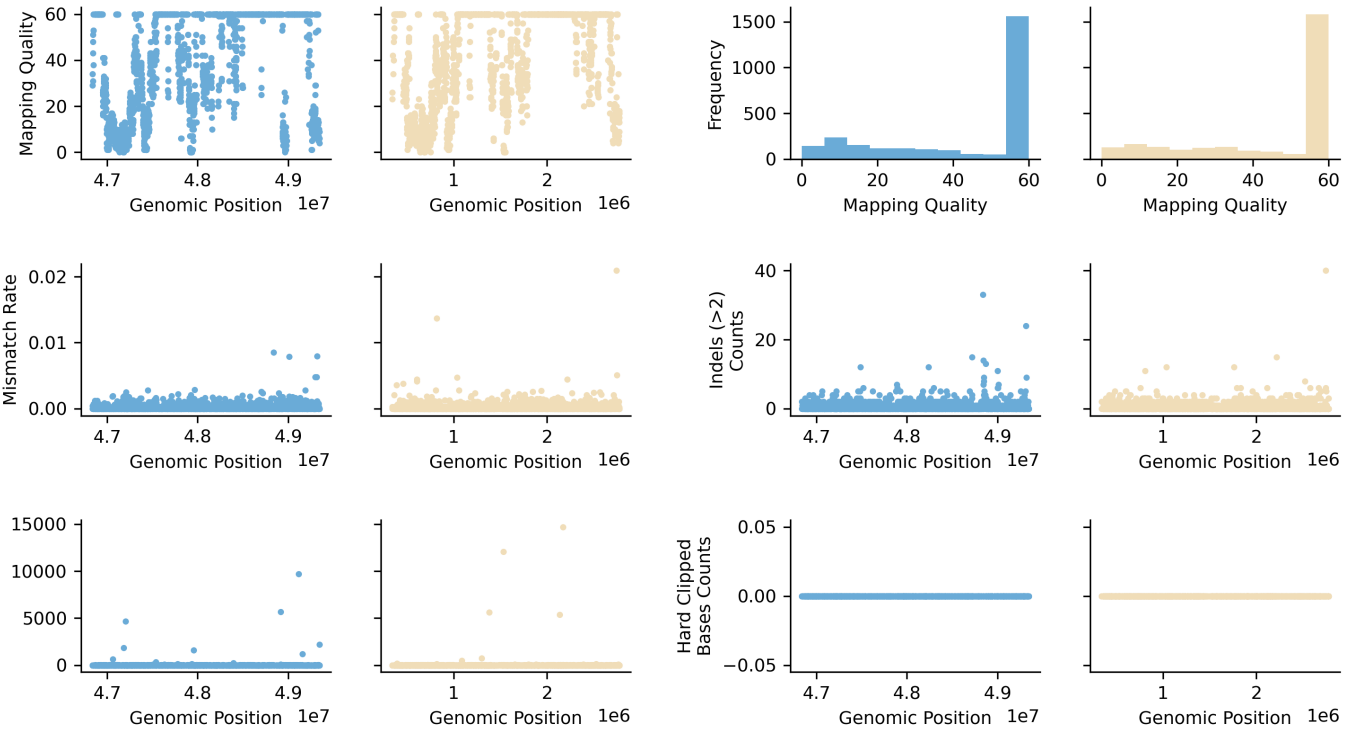 Mapping Quality
60
40
20
0
4.7 4.8 4.9
Genomic Position 1e7
1 2
Genomic Position 1e6
Frequency
1500
1000
500
0
0 20 40 60
Mapping Quality
0 20 40 60
Mapping Quality
Mismatch Rate
0.02
0.01
0.00
4.7 4.8 4.9
Genomic Position 1e7
1 2
Genomic Position 1e6
Indels (>2)
Counts
40
20
0
4.7 4.8 4.9
Genomic Position 1e7
1 2
Genomic Position 1e6
15000
10000
5000
0
4.7 4.8 4.9
Genomic Position 1e7
1 2
Genomic Position 1e6
Hard Clipped
Bases Counts
0.05
0.00
−0.05
4.7 4.8 4.9
Genomic Position 1e7
1 2
Genomic Position 1e6